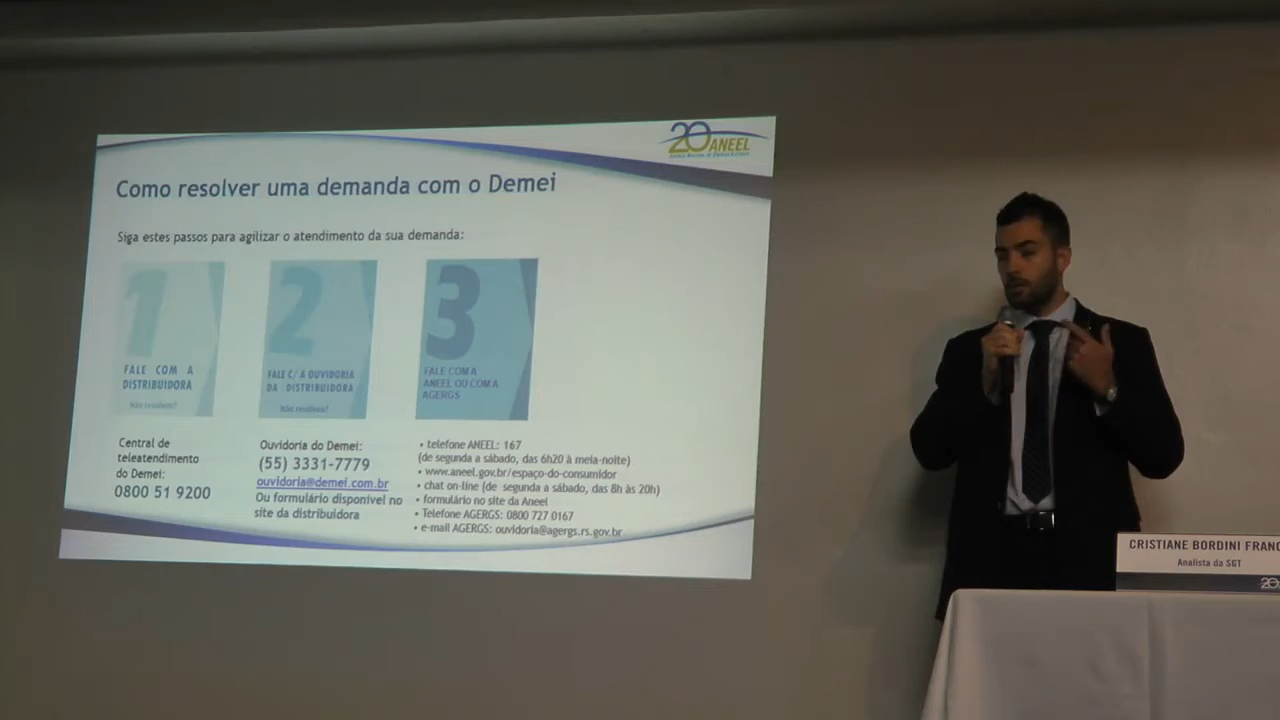 20 ANEEL
Como resolver uma demanda com o Demei
Siga estes passos para agilizar o atendimento da sua demanda:
1
FALE COM A
DISTRIBUIDORA
Não resolveu?
Central de
teleatendimento
do Demei:
0800 51 9200
2
FALE C/ A OUVIDORIA
DA DISTRIBUIDORA
Não resolveu?
Ouvidoria do Demei:
(55) 3331-7779
ouvidoria@demei.com.br
Ou formulário disponível no
site da distribuidora
3
FALE COM A
ANEEL OU COM A
AGERGS
• telefone ANEEL: 167
(de segunda a sábado, das 6h20 à meia-noite)
• www.aneel.gov.br/espaço-do-consumidor
• chat on-line (de segunda a sábado, das 8h às 20h)
• formulário no site da Aneel
• Telefone AGERGS: 0800 727 0167
• e-mail AGERGS: ouvidoria@agergs.rs.gov.br
CRISTIANE BORDINI FRANC
Analista da SGT
20